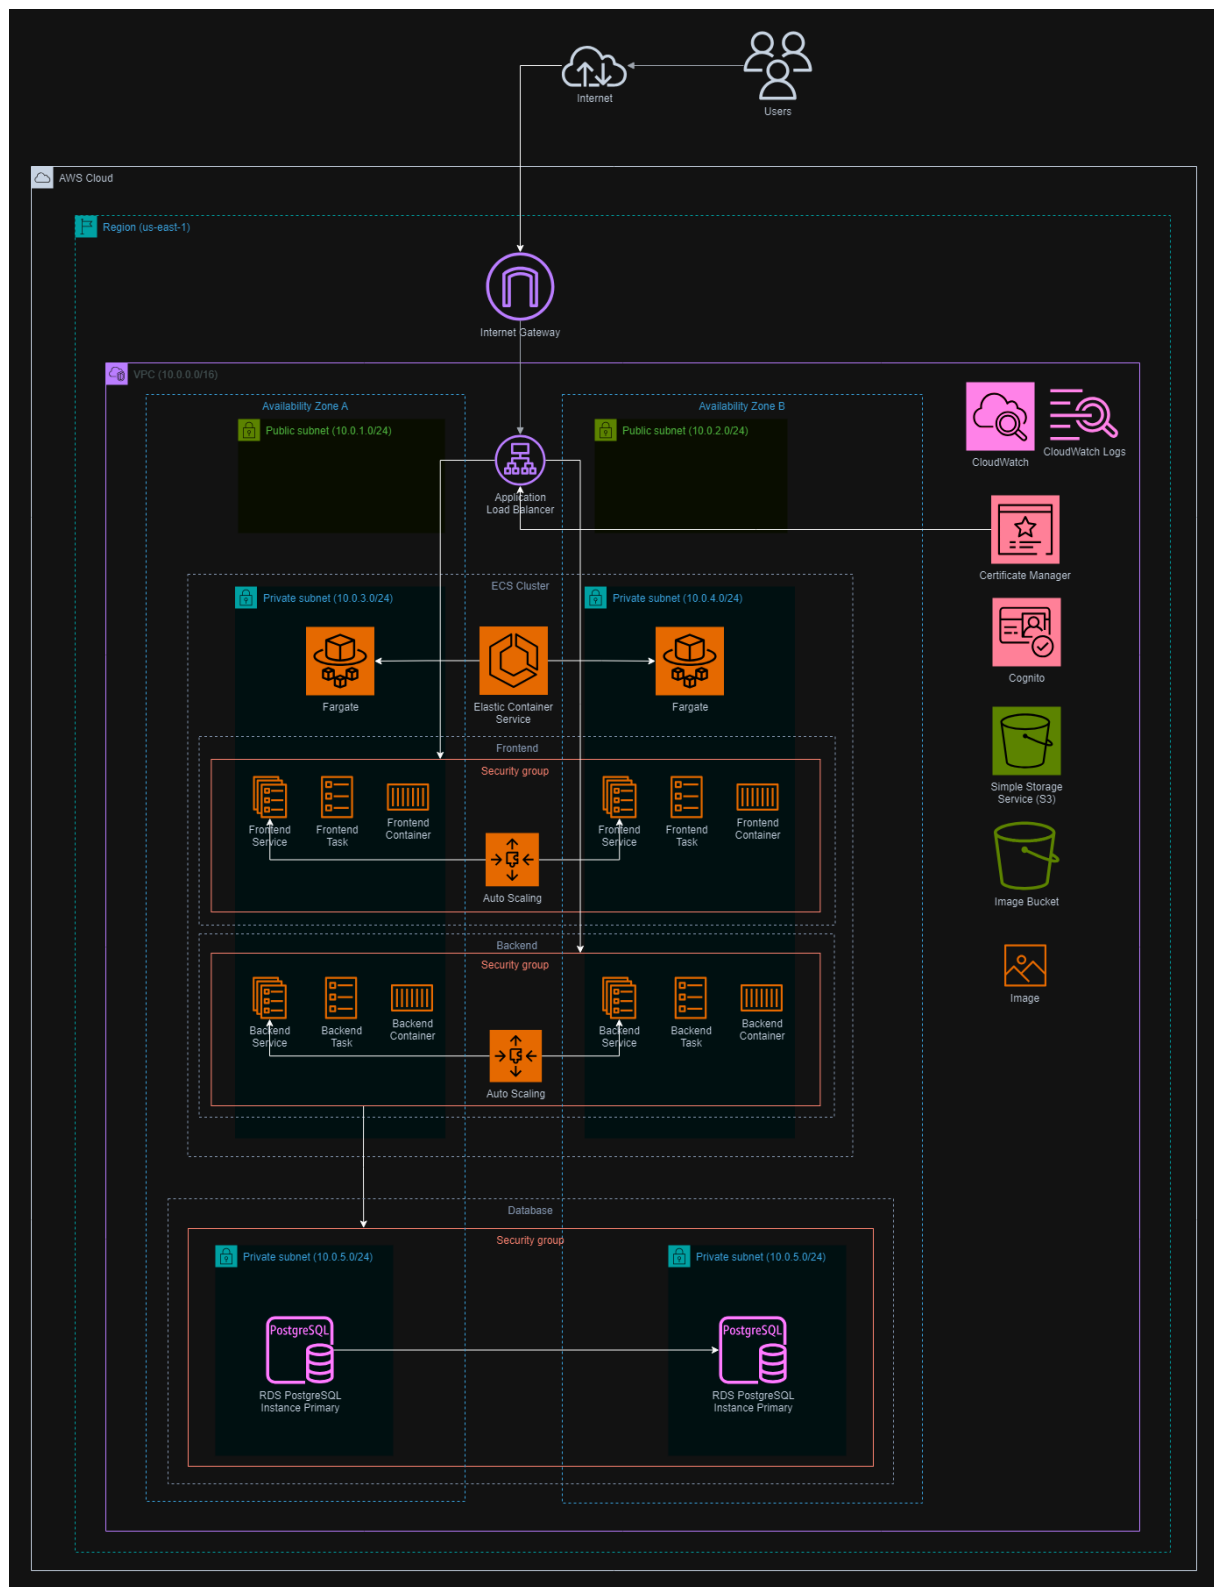 Internet
Users
AWS Cloud
Region (us-east-1)
Internet Gateway
VPC (10.0.0.0/16)
Availability Zone A
Availability Zone B
Public subnet (10.0.1.0/24)
Public subnet (10.0.2.0/24)
CloudWatch
CloudWatch Logs
Application
Load Balancer
Certificate Manager
ECS Cluster
Private subnet (10.0.3.0/24)
Private subnet (10.0.4.0/24)
Fargate
Elastic Container
Service
Fargate
Cognito
Frontend
Security group
Frontend
Service
Frontend
Task
Frontend
Container
Frontend
Service
Frontend
Task
Frontend
Container
Auto Scaling
Simple Storage
Service (S3)
Image Bucket
Backend
Security group
Backend
Service
Backend
Task
Backend
Container
Backend
Service
Backend
Task
Backend
Container
Auto Scaling
Image
Database
Security group
Private subnet (10.0.5.0/24)
Private subnet (10.0.5.0/24)
PostgreSQL
RDS PostgreSQL
Instance Primary
PostgreSQL
RDS PostgreSQL
Instance Primary